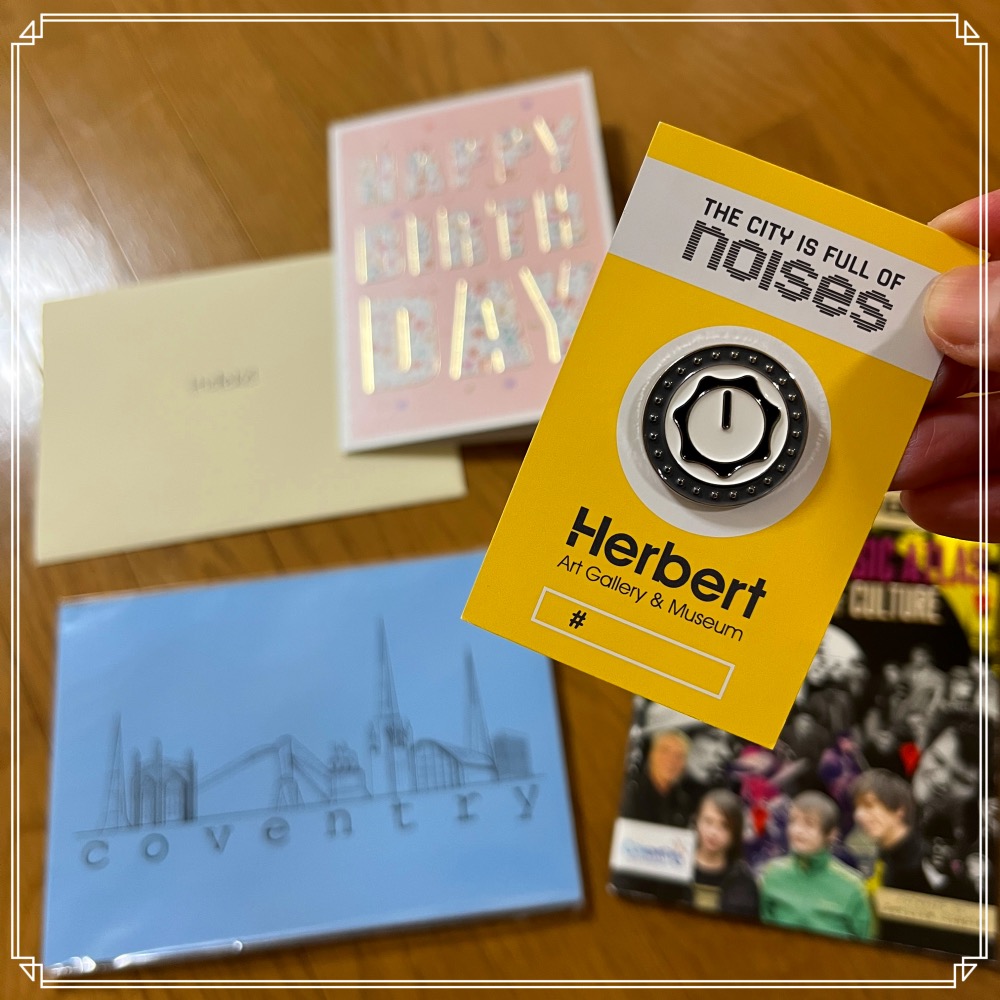 HAPPY
BIRTH
DAY
THE CITY IS FULL OF
noises
Herbert
Art Gallery & Museum
#
coventry
CULTURE